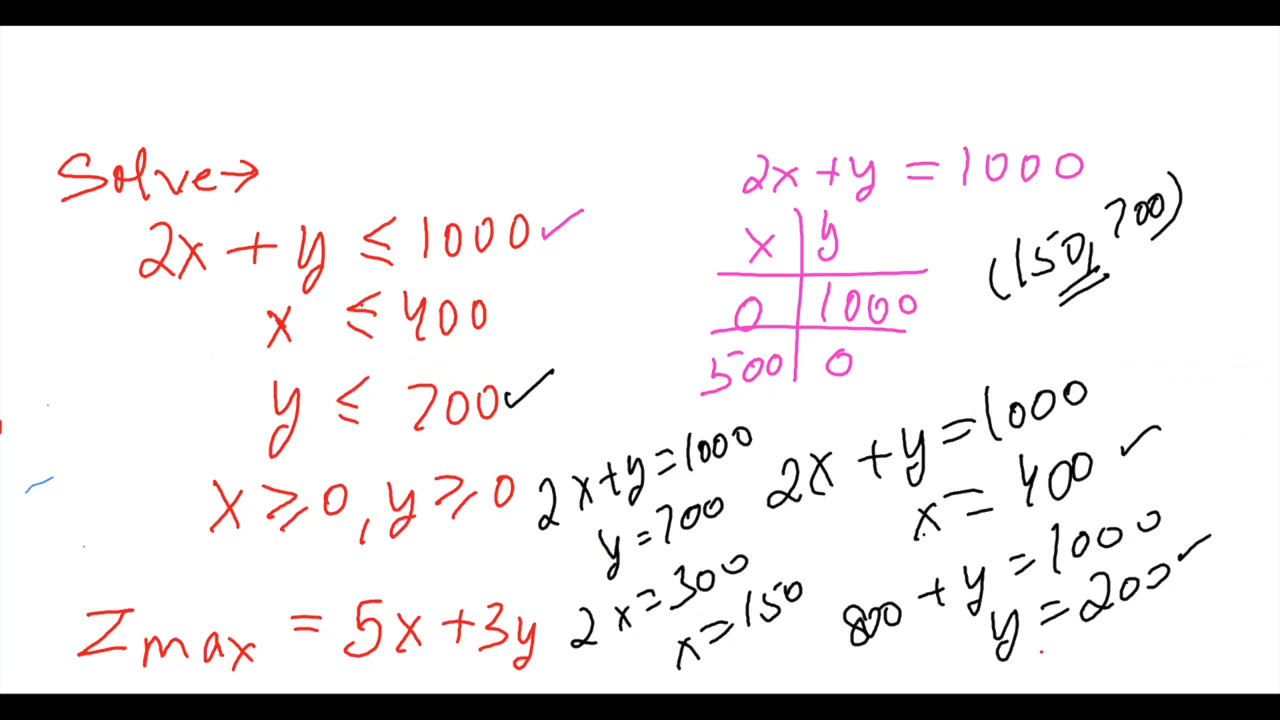 Solve→
2x + y ≤ 1000 ✓
x ≤ 400
y ≤ 700 ✓
x ≥ 0, y ≥ 0
Zmax = 5x+3y
2x + y = 1000
x | y
0 | 1000
500 | 0
(150, 700)
2x+y=1000
y=700
2x=300
x=150
2x + y = 1000
x = 400 ✓
800 + y = 1000
y = 200 ✓